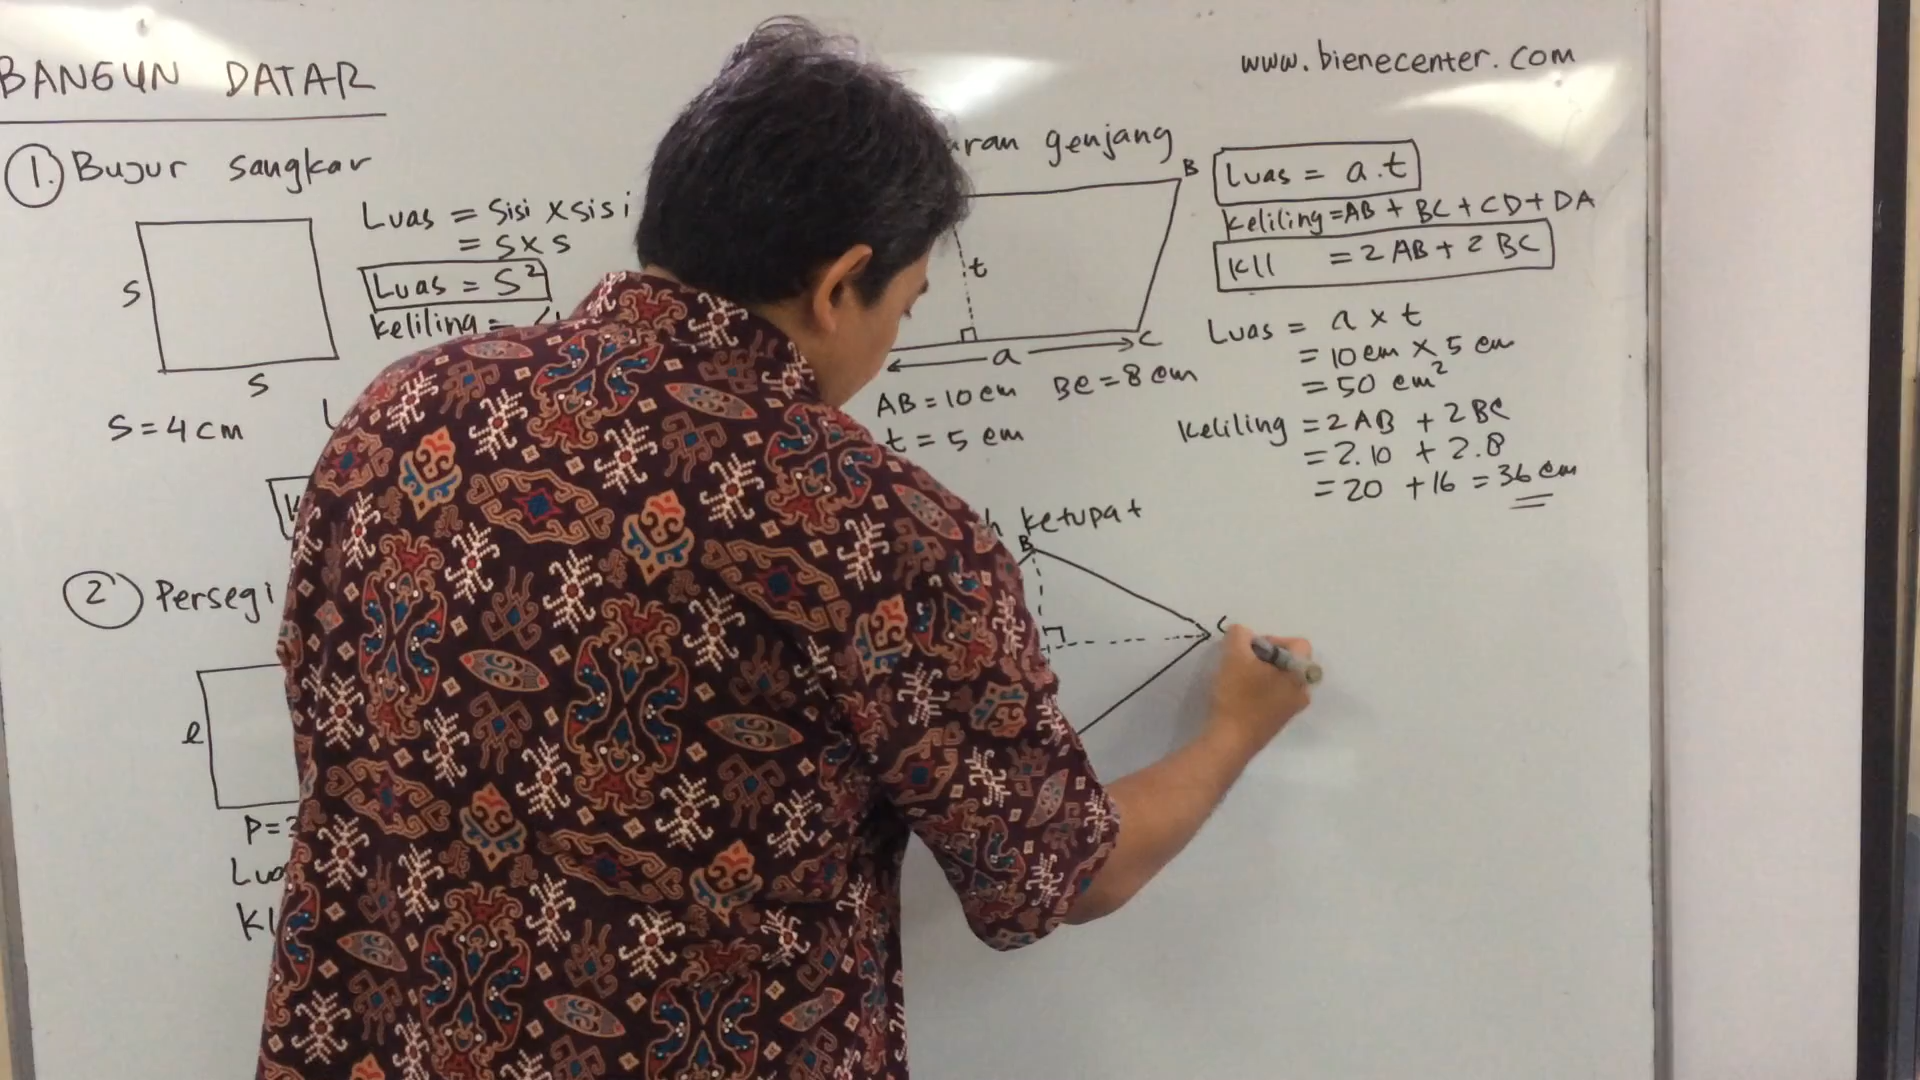 BANGUN DATAR
www.bienecenter.com
1. Bujur sangkar
S
S
S = 4 cm
Luas = sisi x sisi
= S x S
Luas = S²
Keliling =
genjang
B
t
a
C
AB = 10 cm BC = 8 cm
t = 5 cm
Luas = a . t
Keliling = AB + BC + CD + DA
Kll = 2 AB + 2 BC
Luas = a x t
= 10 cm x 5 cm
= 50 cm²
Keliling = 2 AB + 2 BC
= 2.10 + 2.8
= 20 + 16 = 36 cm
2 Persegi
l
P =
ketupat
B